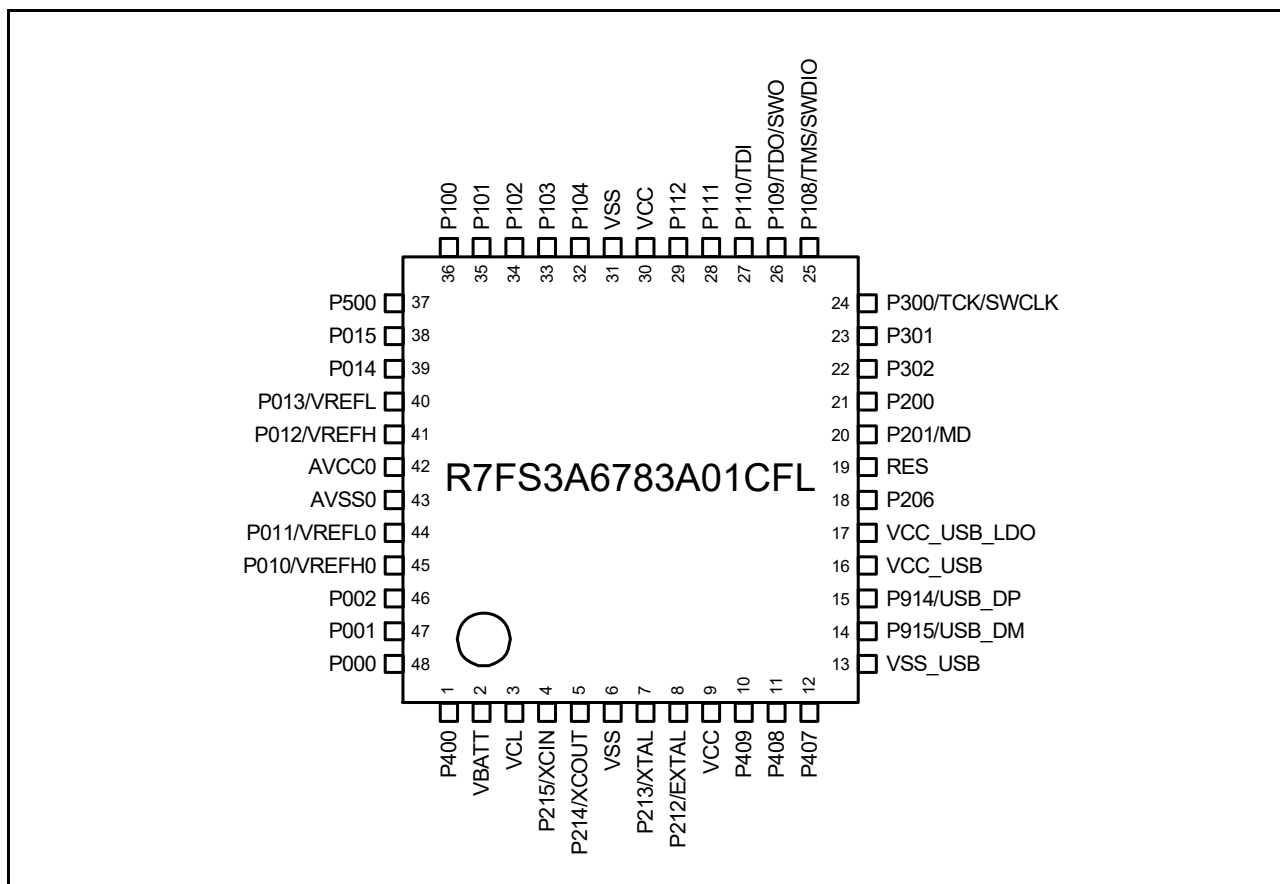 P100
P101
P102
P103
P104
VSS
VCC
P112
P111
P110/TDI
P109/TDO/SWO
P108/TMS/SWDIO
36
35
34
33
32
31
30
29
28
27
26
25
P500 37
P015 38
P014 39
P013/VREFL 40
P012/VREFH 41
AVCC0 42
AVSS0 43
P011/VREFL0 44
P010/VREFH0 45
P002 46
P001 47
P000 48
R7FS3A6783A01CFL
24 P300/TCK/SWCLK
23 P301
22 P302
21 P200
20 P201/MD
19 RES
18 P206
17 VCC_USB_LDO
16 VCC_USB
15 P914/USB_DP
14 P915/USB_DM
13 VSS_USB
1
2
3
4
5
6
7
8
9
10
11
12
P400
VBATT
VCL
P215/XCIN
P214/XCOUT
VSS
P213/XTAL
P212/EXTAL
VCC
P409
P408
P407